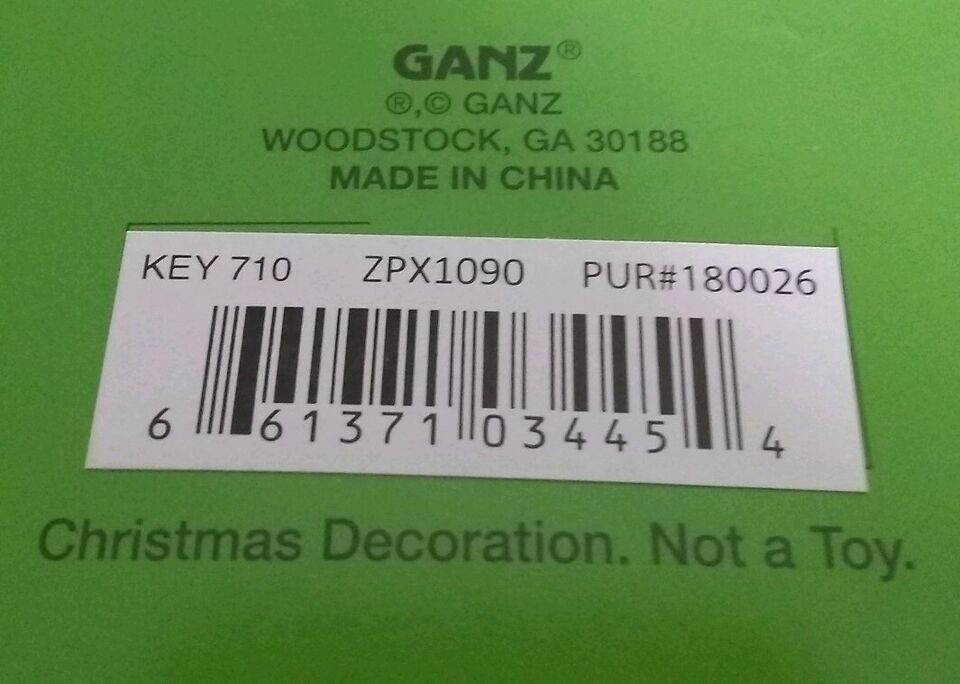 GANZ®
®,© GANZ
WOODSTOCK, GA 30188
MADE IN CHINA
KEY 710 ZPX1090 PUR#180026
6 61371 03445 4
Christmas Decoration. Not a Toy.